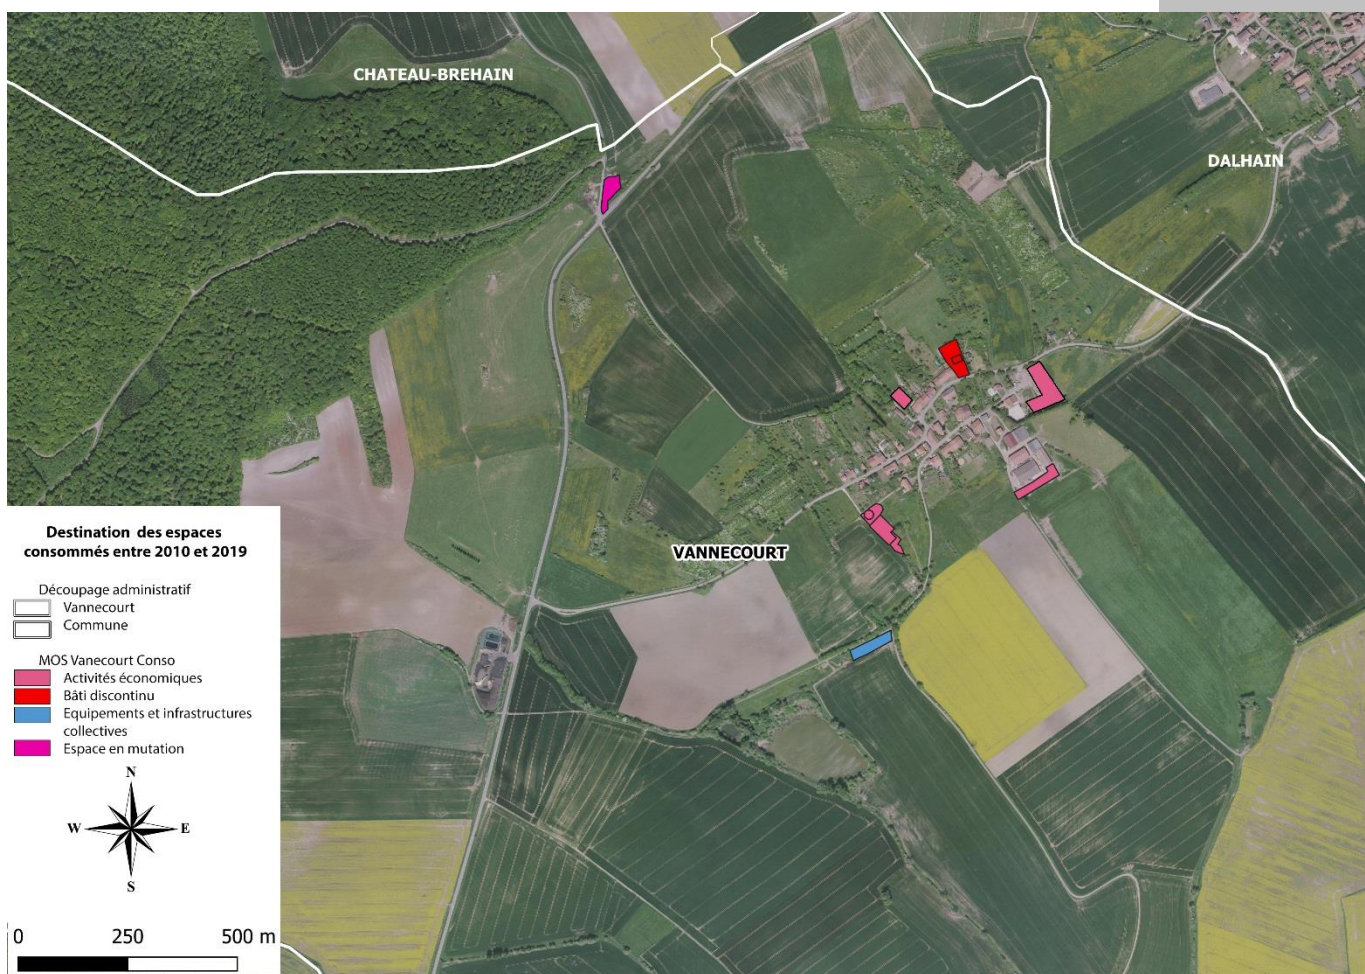 CHATEAU-BREHAIN
DALHAIN
VANNECOURT
Destination des espaces
consommés entre 2010 et 2019
Découpage administratif
Vannecourt
Commune
MOS Vanecourt Conso
Activités économiques
Bâti discontinu
Equipements et infrastructures
collectives
Espace en mutation
N
W E
S
0 250 500 m